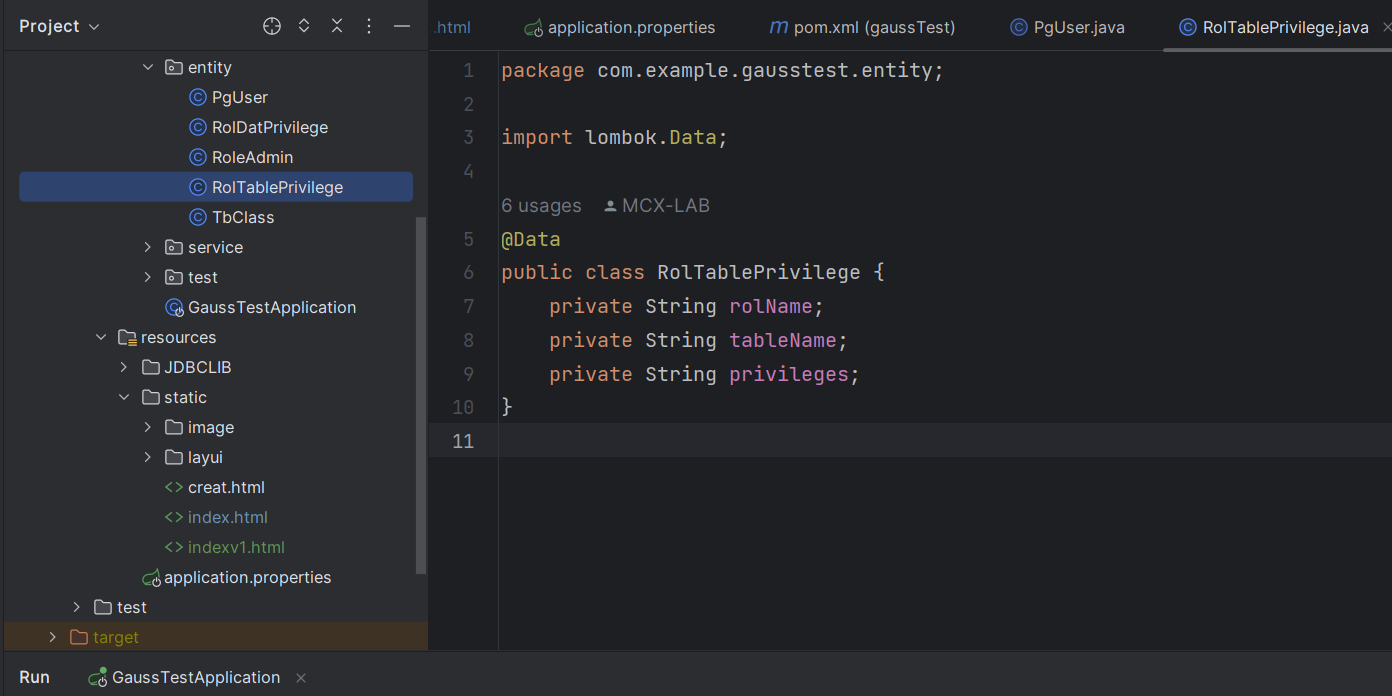 Project
.html
application.properties
pom.xml (gaussTest)
PgUser.java
RolTablePrivilege.java
entity
PgUser
RolDatPrivilege
RoleAdmin
RolTablePrivilege
TbClass
service
test
GaussTestApplication
resources
JDBCLIB
static
image
layui
creat.html
index.html
indexv1.html
application.properties
test
target
1 package com.example.gausstest.entity;
2
3 import lombok.Data;
4
6 usages MCX-LAB
5 @Data
6 public class RolTablePrivilege {
7 private String rolName;
8 private String tableName;
9 private String privileges;
10 }
11
Run
GaussTestApplication